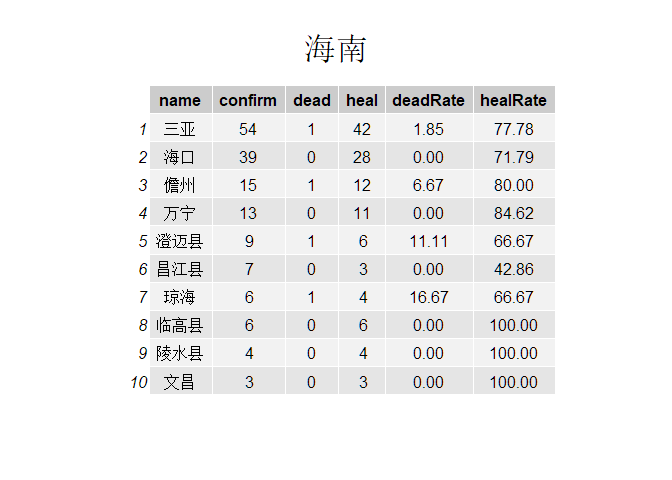 海南
name confirm dead heal deadRate healRate
1 三亚 54 1 42 1.85 77.78
2 海口 39 0 28 0.00 71.79
3 儋州 15 1 12 6.67 80.00
4 万宁 13 0 11 0.00 84.62
5 澄迈县 9 1 6 11.11 66.67
6 昌江县 7 0 3 0.00 42.86
7 琼海 6 1 4 16.67 66.67
8 临高县 6 0 6 0.00 100.00
9 陵水县 4 0 4 0.00 100.00
10 文昌 3 0 3 0.00 100.00